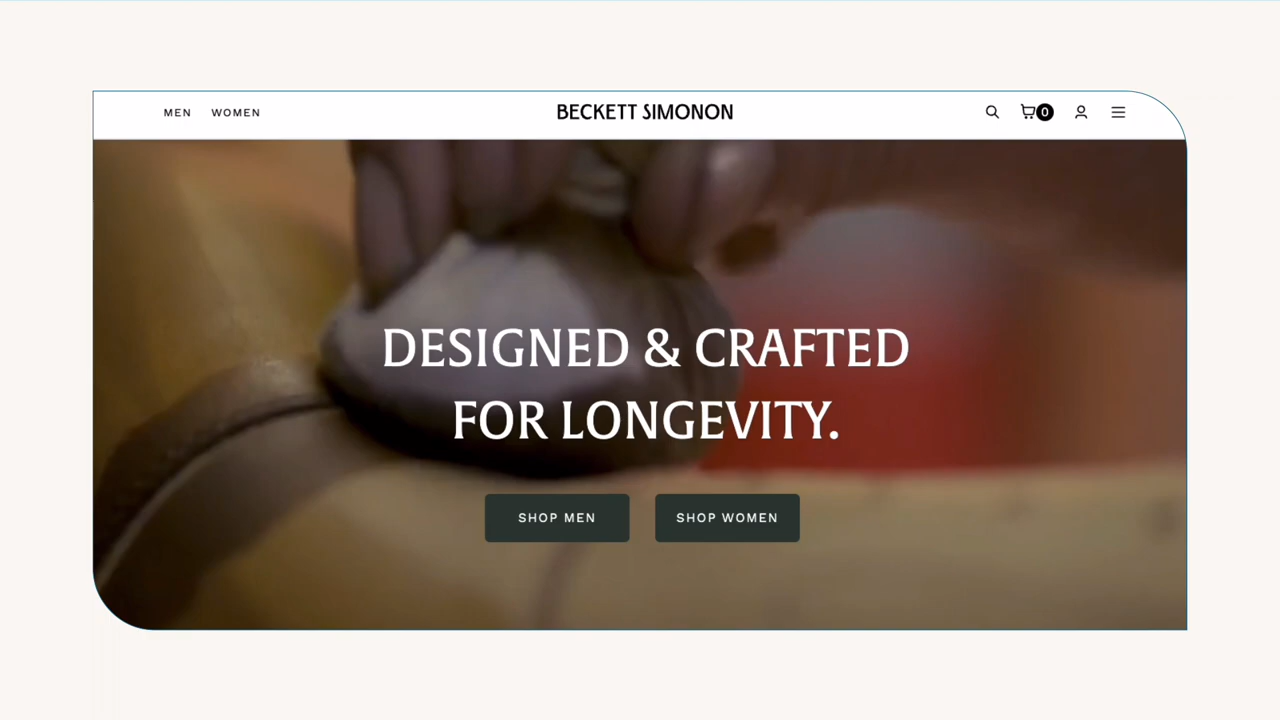 MEN WOMEN BECKETT SIMONON 0
DESIGNED & CRAFTED
FOR LONGEVITY.
SHOP MEN SHOP WOMEN